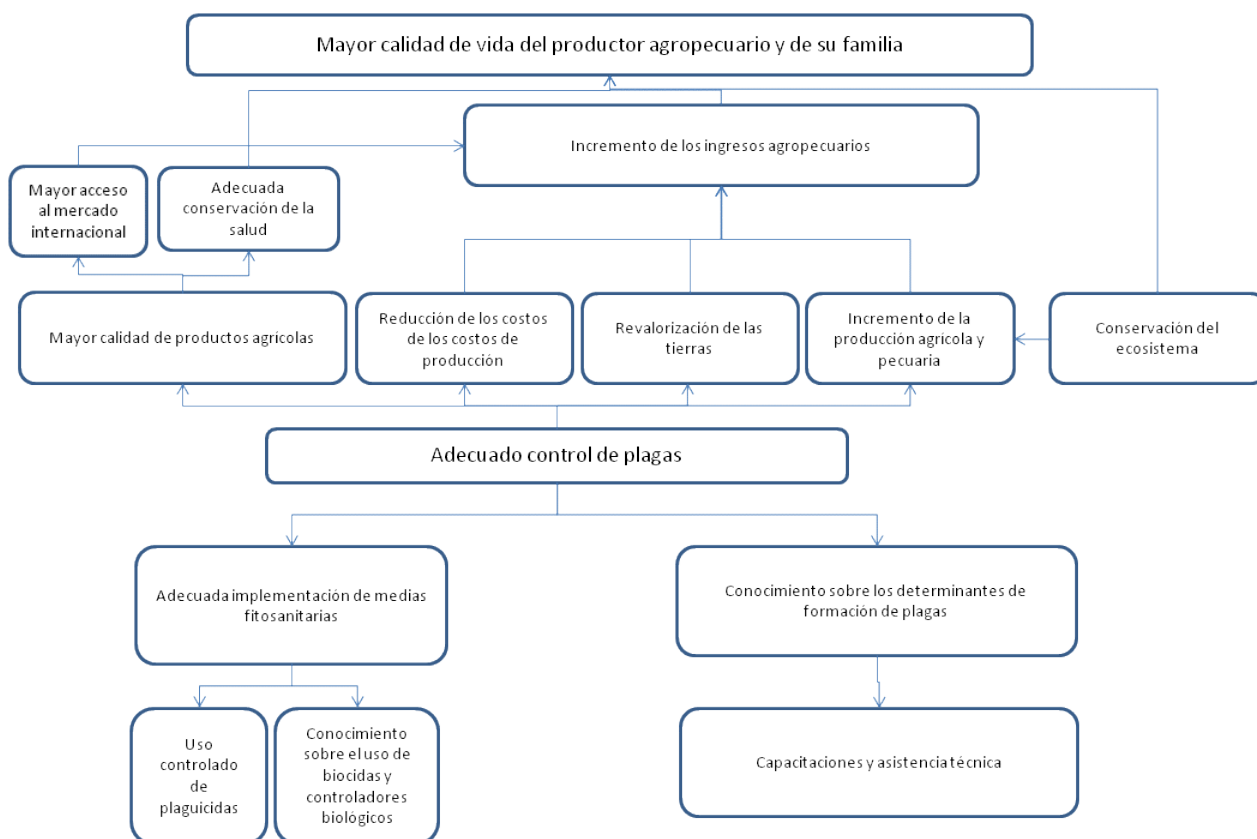 Mayor calidad de vida del productor agropecuario y de su familia
Incremento de los ingresos agropecuarios
Mayor acceso
al mercado
internacional
Adecuada
conservación de la
salud
Mayor calidad de productos agrícolas
Reducción de los costos
de los costos de
producción
Revalorización de las
tierras
Incremento de la
producción agrícola y
pecuaria
Conservación del
ecosistema
Adecuado control de plagas
Adecuada implementación de medias
fitosanitarias
Conocimiento sobre los determinantes de
formación de plagas
Uso
controlado
de
plaguicidas
Conocimiento
sobre el uso de
biocidas y
controladores
biológicos
Capacitaciones y asistencia técnica